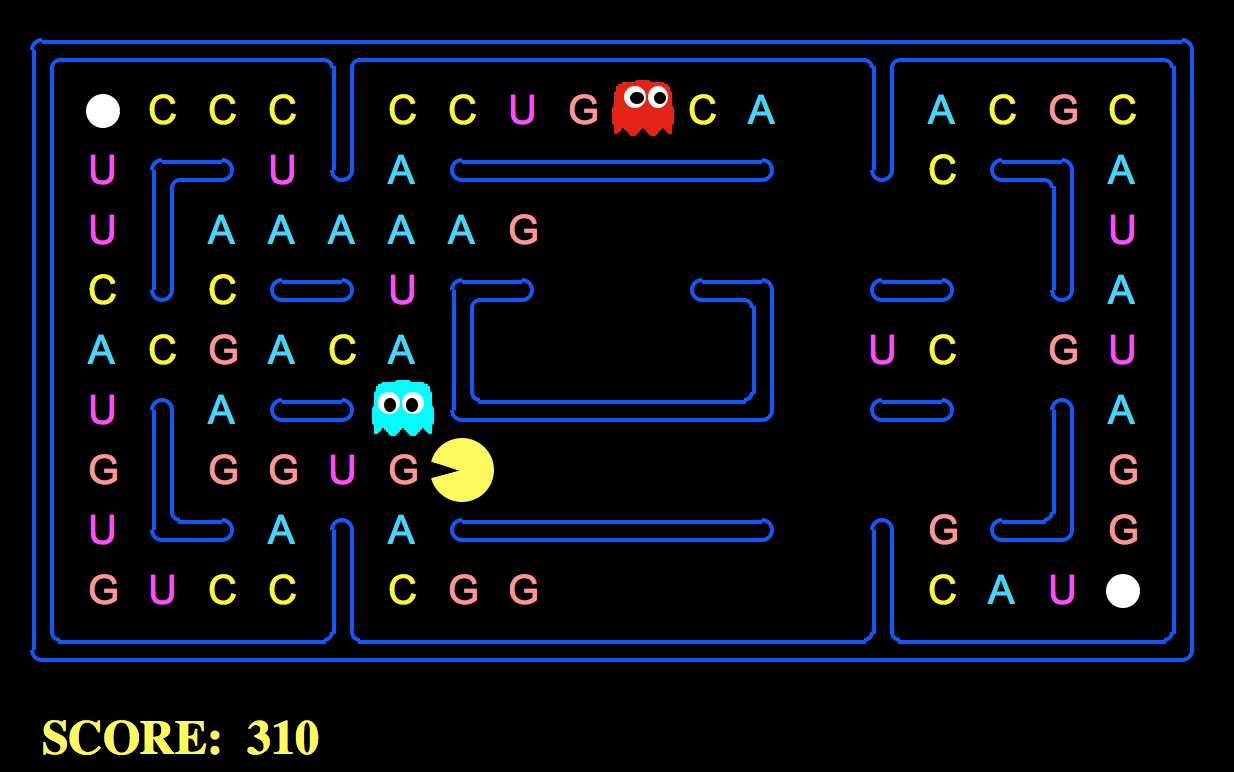 C C C C C U G C A A C G C
U U A C A
U A A A A A G U
C C U A
A C G A C A U C G U
U A A
G G G U G G
U A A G G
G U C C C G G C A U
SCORE: 310